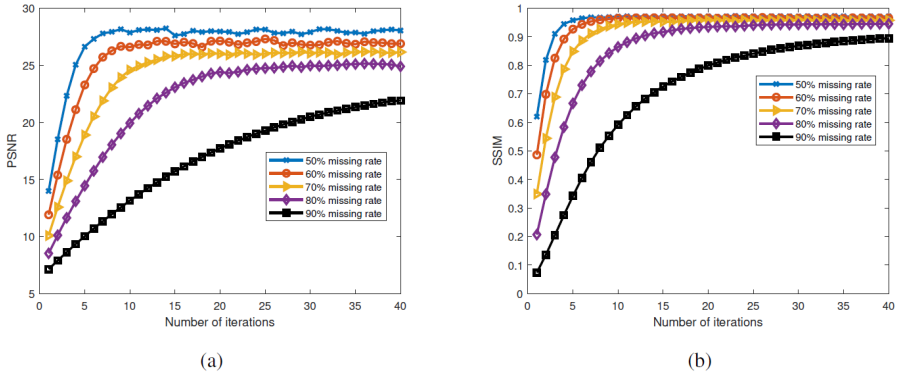 30
25
20
15
10
5
PSNR
0 5 10 15 20 25 30 35 40
Number of iterations
50% missing rate
60% missing rate
70% missing rate
80% missing rate
90% missing rate
(a)
1
0.9
0.8
0.7
0.6
0.5
0.4
0.3
0.2
0.1
0
SSIM
0 5 10 15 20 25 30 35 40
Number of iterations
50% missing rate
60% missing rate
70% missing rate
80% missing rate
90% missing rate
(b)